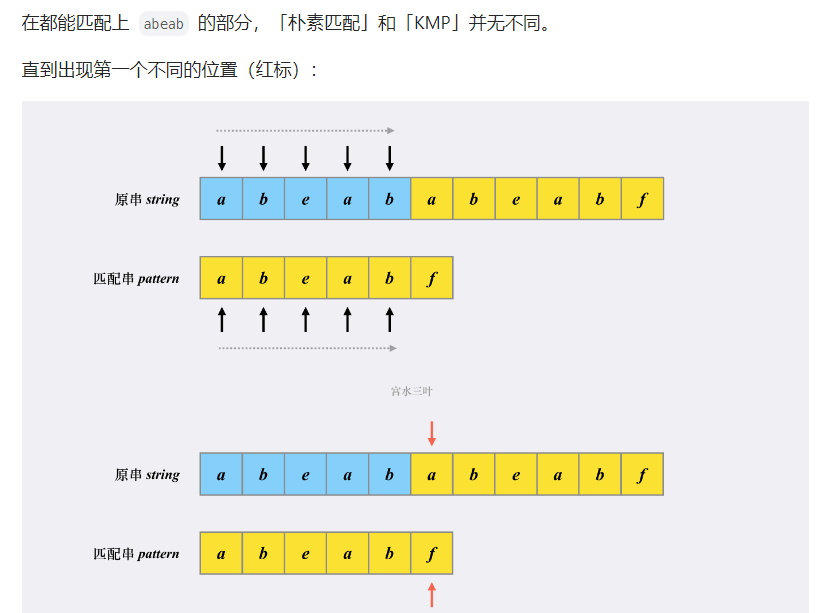 在都能匹配上 abeab 的部分，「朴素匹配」和「KMP」并无不同。
直到出现第一个不同的位置（红标）：
原串 string a b e a b a b e a b f
匹配串 pattern a b e a b f
宫水三叶
原串 string a b e a b a b e a b f
匹配串 pattern a b e a b f